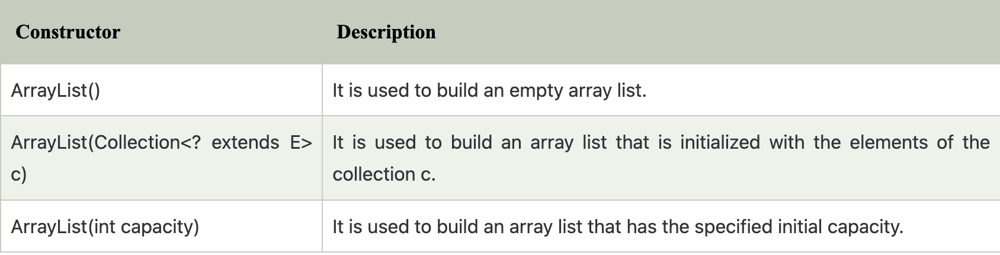 Constructor Description
ArrayList() It is used to build an empty array list.
ArrayList(Collection<? extends E> It is used to build an array list that is initialized with the elements of the
c) collection c.
ArrayList(int capacity) It is used to build an array list that has the specified initial capacity.